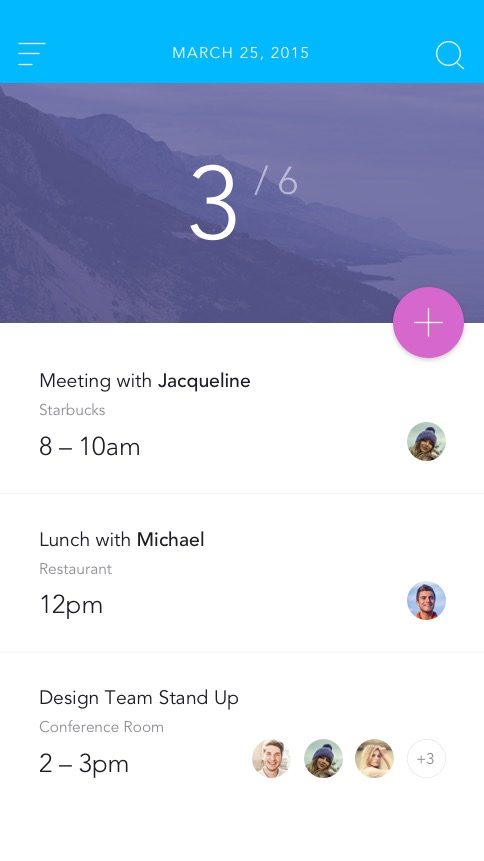 MARCH 25, 2015
3 / 6
Meeting with Jacqueline
Starbucks
8 – 10am
Lunch with Michael
Restaurant
12pm
Design Team Stand Up
Conference Room
2 – 3pm
+3